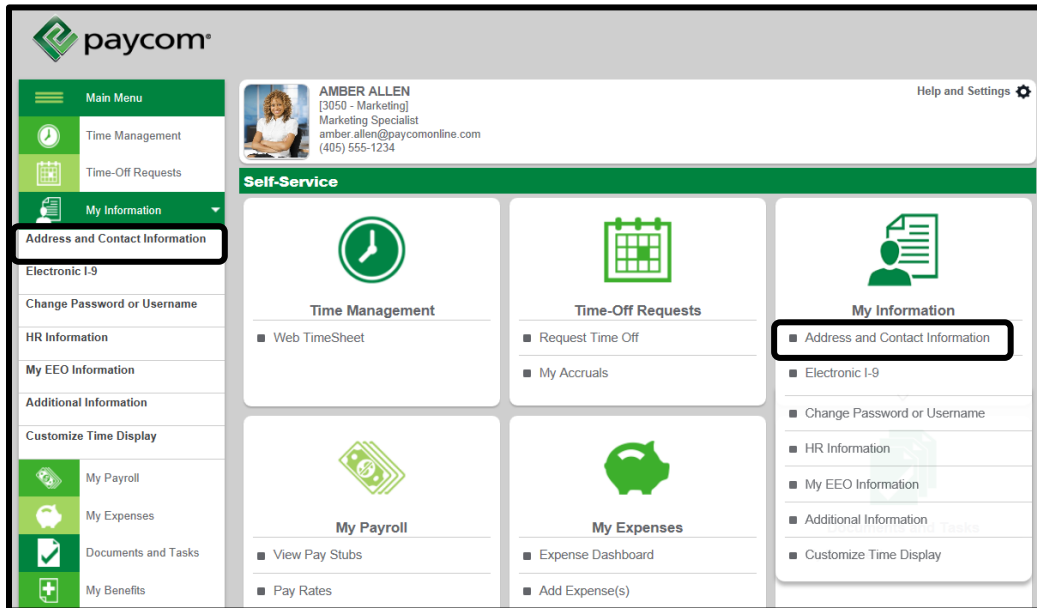 paycom
Main Menu
Time Management
Time-Off Requests
My Information
Address and Contact Information
Electronic I-9
Change Password or Username
HR Information
My EEO Information
Additional Information
Customize Time Display
My Payroll
My Expenses
Documents and Tasks
My Benefits
AMBER ALLEN
[3050 - Marketing]
Marketing Specialist
amber.allen@paycomonline.com
(405) 555-1234
Help and Settings
Self-Service
Time Management
Web TimeSheet
Time-Off Requests
Request Time Off
My Accruals
My Information
Address and Contact Information
Electronic I-9
Change Password or Username
HR Information
My EEO Information
Additional Information
Customize Time Display
My Payroll
View Pay Stubs
Pay Rates
My Expenses
Expense Dashboard
Add Expense(s)